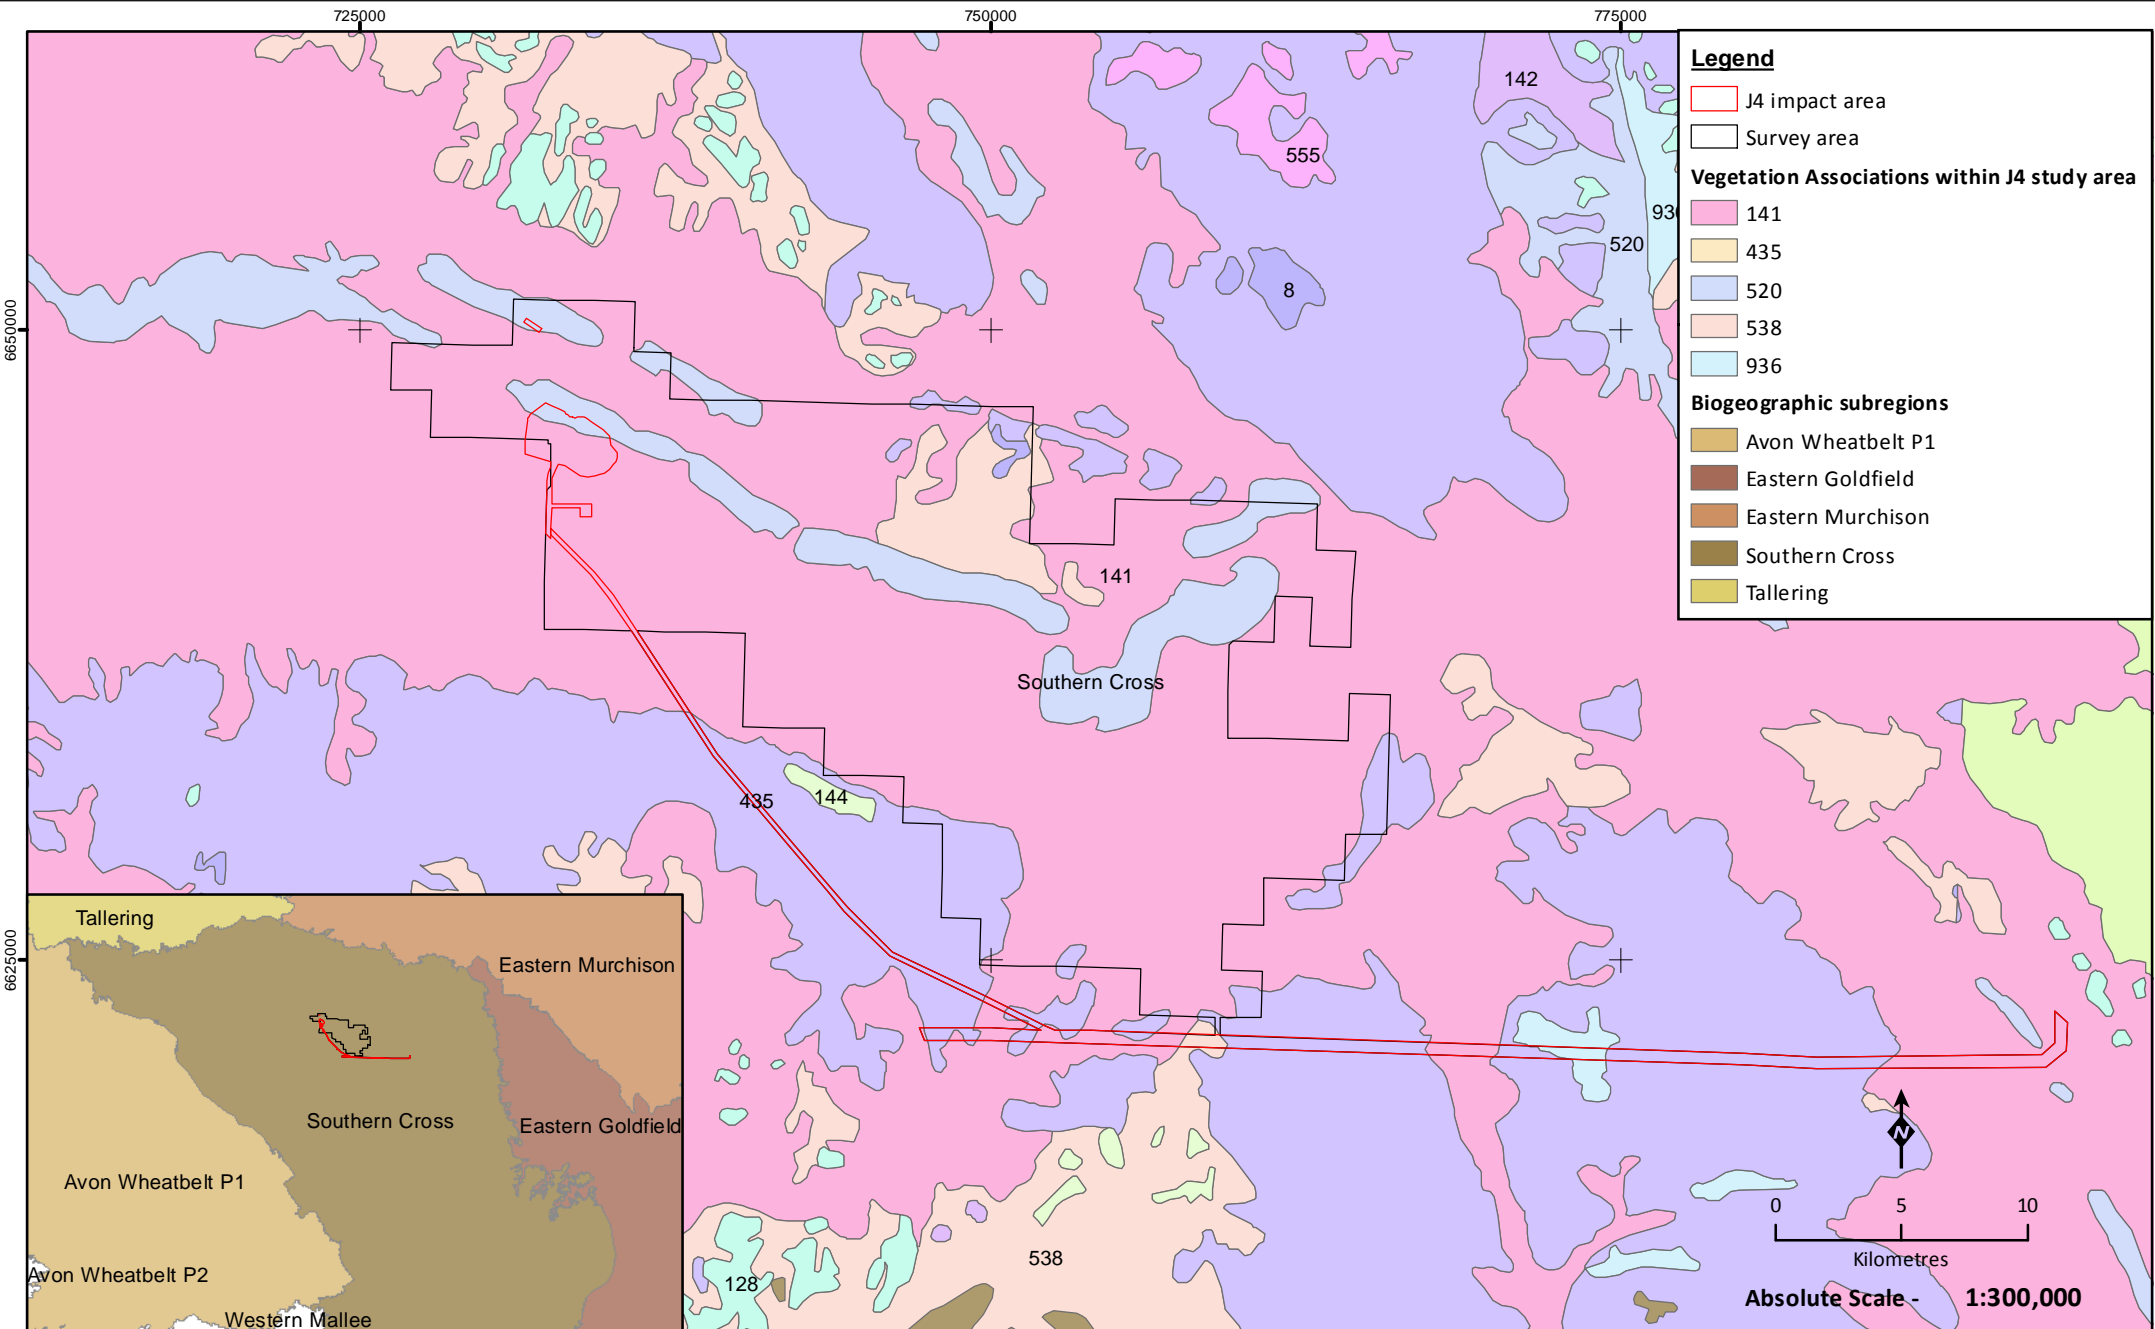 725000
750000
775000
6650000
6625000
142
555
936
520
8
141
Southern Cross
435
144
538
128
Legend
J4 impact area
Survey area
Vegetation Associations within J4 study area
141
435
520
538
936
Biogeographic subregions
Avon Wheatbelt P1
Eastern Goldfield
Eastern Murchison
Southern Cross
Tallering
Tallering
Eastern Murchison
Southern Cross
Eastern Goldfield
Avon Wheatbelt P1
Avon Wheatbelt P2
Western Mallee
N
0 5 10
Kilometres
Absolute Scale - 1:300,000